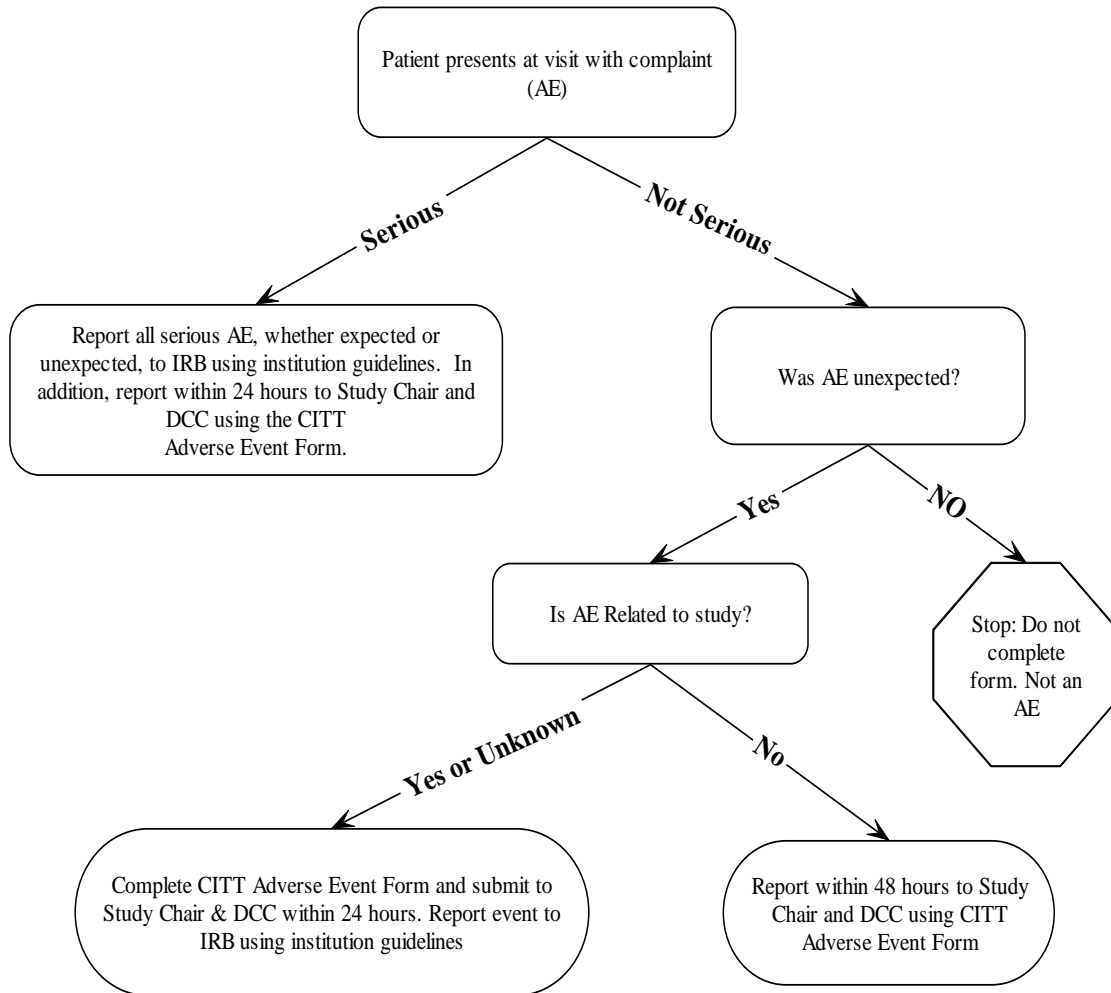 Patient presents at visit with complaint
(AE)
Serious
Not Serious
Report all serious AE, whether expected or
unexpected, to IRB using institution guidelines.  In
addition, report within 24 hours to Study Chair and
DCC using the CITT
Adverse Event Form.
Was AE unexpected?
Yes
NO
Is AE Related to study?
Stop: Do not
complete
form. Not an
AE
Yes or Unknown
No
Complete CITT Adverse Event Form and submit to
Study Chair & DCC within 24 hours. Report event to
IRB using institution guidelines
Report within 48 hours to Study
Chair and DCC using CITT
Adverse Event Form